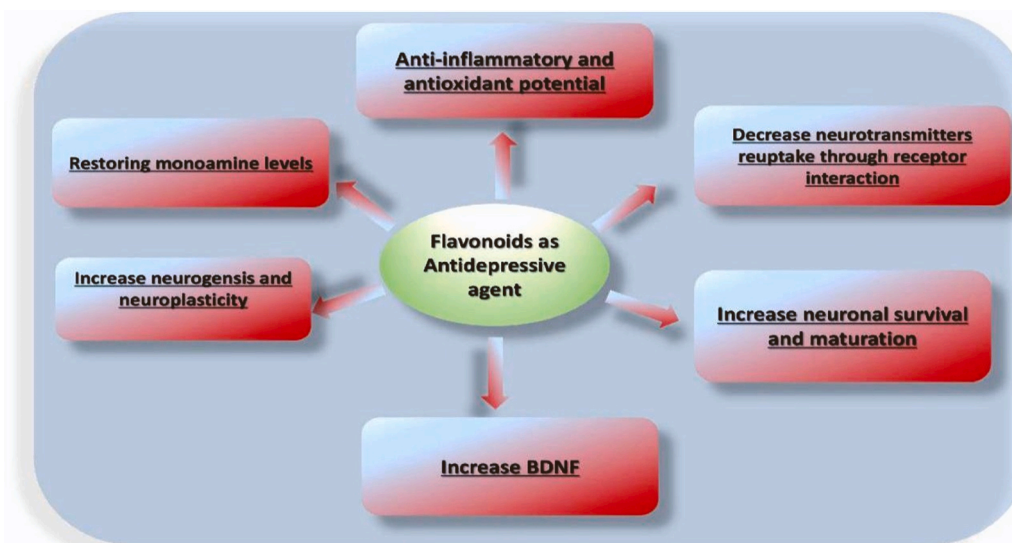 Anti-inflammatory and
antioxidant potential
Restoring monoamine levels
Decrease neurotransmitters
reuptake through receptor
interaction
Flavonoids as
Antidepressive
agent
Increase neurogensis and
neuroplasticity
Increase neuronal survival
and maturation
Increase BDNF